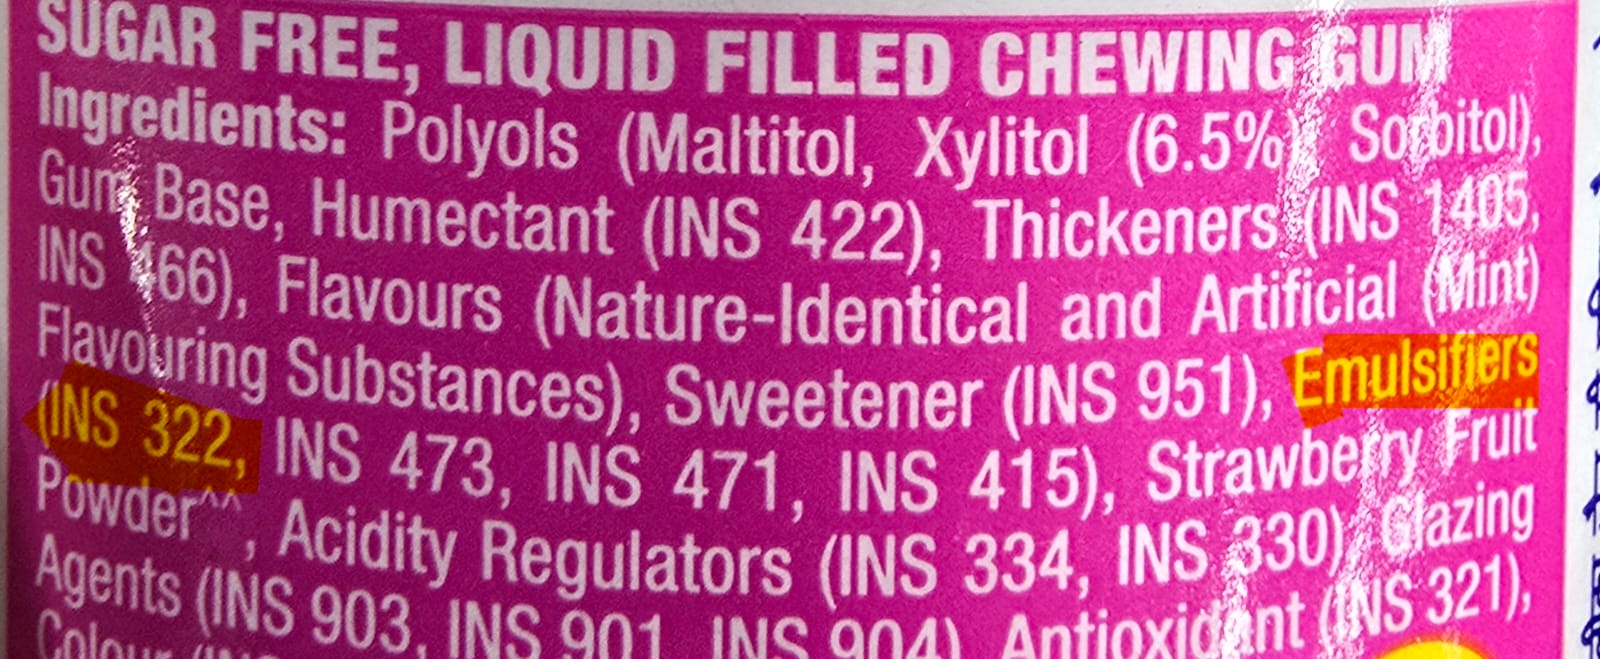 SUGAR FREE, LIQUID FILLED CHEWING GUM
Ingredients: Polyols (Maltitol, Xylitol (6.5%), Sorbitol),
Gum Base, Humectant (INS 422), Thickeners (INS 1405,
INS 466), Flavours (Nature-Identical and Artificial (Mint)
Flavouring Substances), Sweetener (INS 951), Emulsifiers
(INS 322, INS 473, INS 471, INS 415), Strawberry Fruit
Powder^^, Acidity Regulators (INS 334, INS 330), Glazing
Agents (INS 903, INS 901, INS 904), Antioxidant (INS 321),
Colour